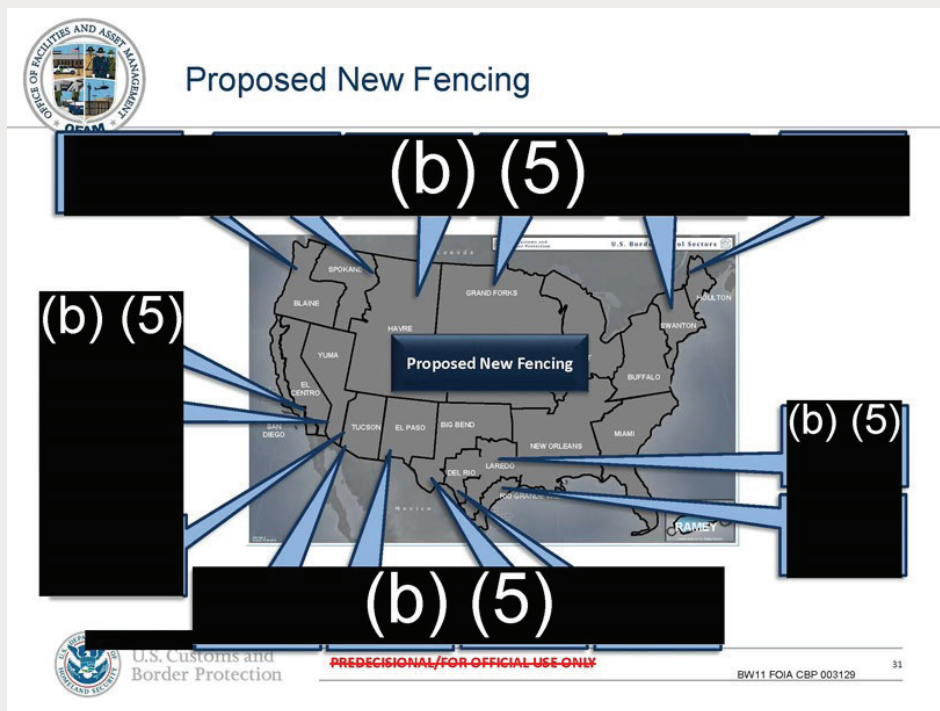 OFFICE OF FACILITIES AND ASSET MANAGEMENT
OFAM
Proposed New Fencing
(b) (5)
Canada
U.S. Border
SPOKANE
GRAND FORKS
HOULTON
BLAINE
SWANTON
HAVRE
(b) (5)
YUMA
Proposed New Fencing
BUFFALO
EL
CENTRO
SAN
DIEGO
TUCSON
EL PASO
BIG BEND
NEW ORLEANS
MIAMI
(b) (5)
DEL RIO
LAREDO
RIO GRANDE
Mexico
RAMEY
(b) (5)
U.S. Customs and
Border Protection
HOMELAND SECURITY
PREDECISIONAL/FOR OFFICIAL USE ONLY
BW11 FOIA CBP 003129
31